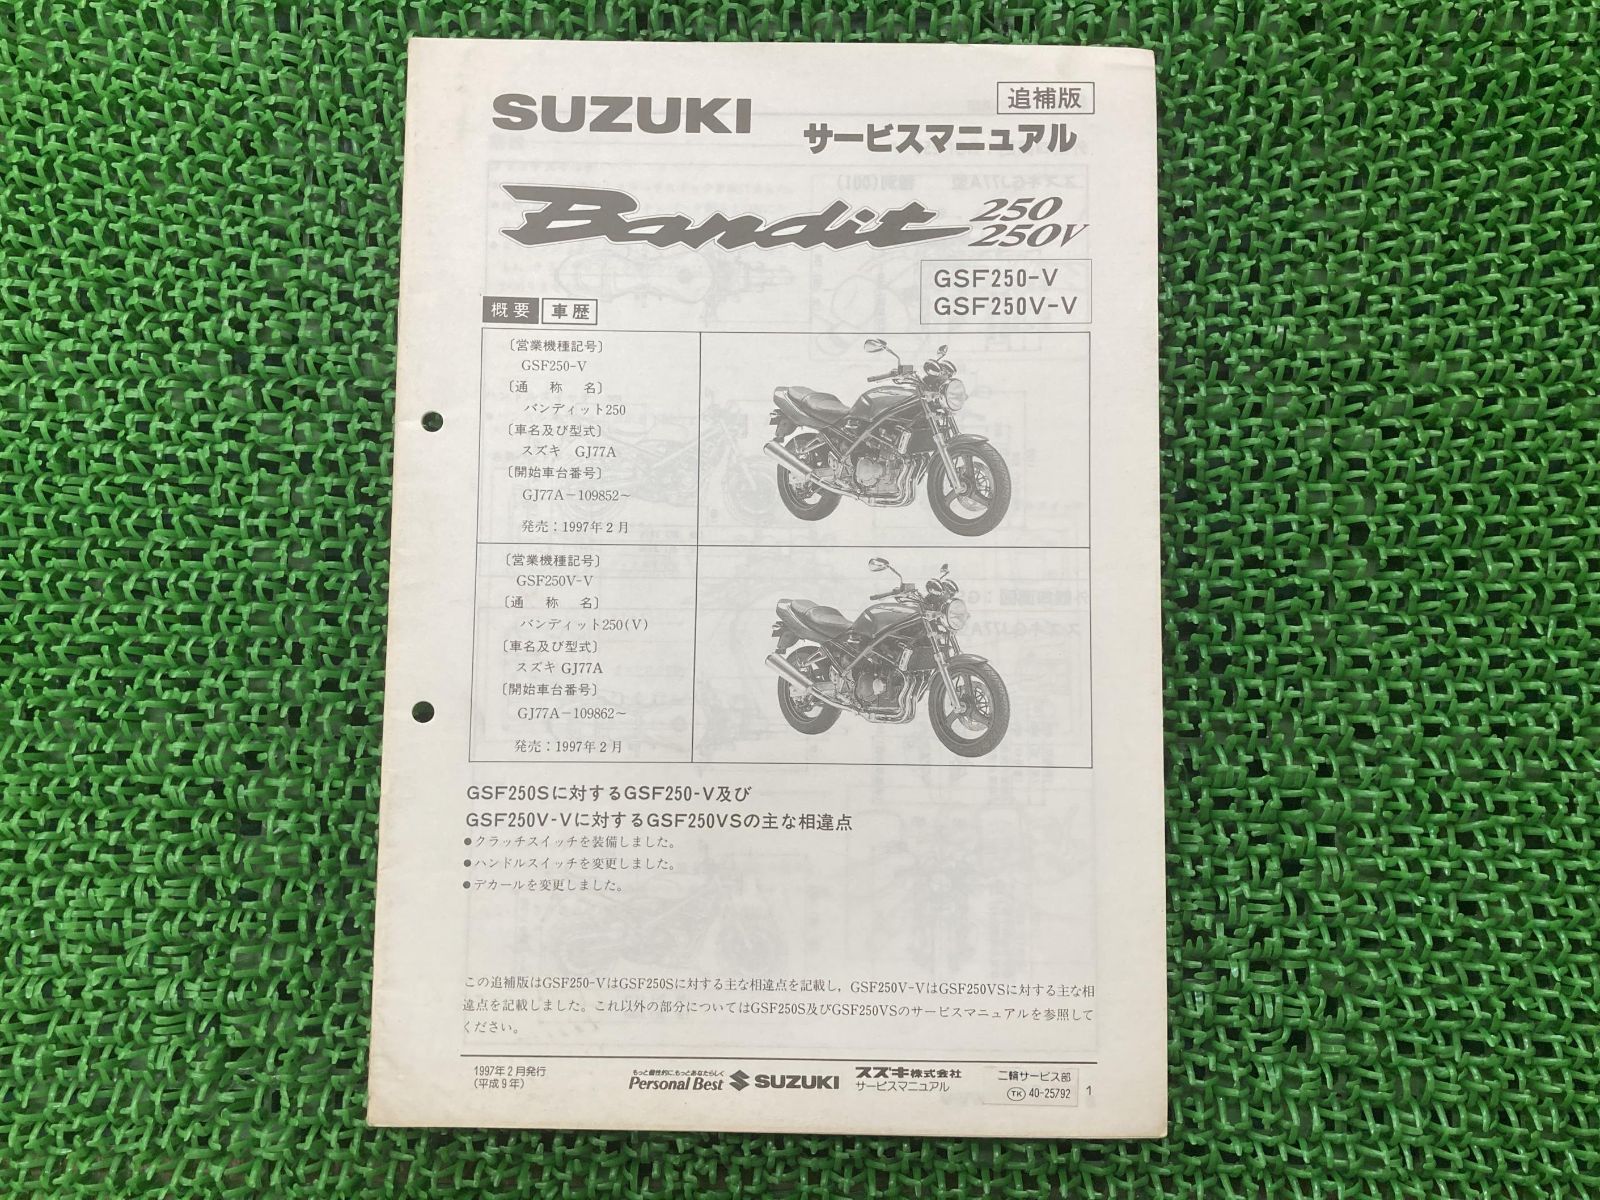 SUZUKI
追補版
サービスマニュアル
Bandit 250
250V
GSF250-V
GSF250V-V
概要 車歴
〔営業機種記号〕
GSF250-V
〔通 称 名〕
バンディット250
〔車名及び型式〕
スズキ GJ77A
〔開始車台番号〕
GJ77A－109852～
発売：1997年2月
〔営業機種記号〕
GSF250V-V
〔通 称 名〕
バンディット250(V)
〔車名及び型式〕
スズキ GJ77A
〔開始車台番号〕
GJ77A－109862～
発売：1997年2月
GSF250Sに対するGSF250-V及び
GSF250V-Vに対するGSF250VSの主な相違点
●クラッチスイッチを装備しました。
●ハンドルスイッチを変更しました。
●デカールを変更しました。
この追補版はGSF250-VはGSF250Sに対する主な相違点を記載し，GSF250V-VはGSF250VSに対する主な相
違点を記載しました。これ以外の部分についてはGSF250S及びGSF250VSのサービスマニュアルを参照して
ください。
1997年2月発行
(平成9年)
もっと個性的に、もっとあなたらしく
Personal Best SUZUKI
スズキ株式会社
サービスマニュアル
二輪サービス部
TK 40-25792
1